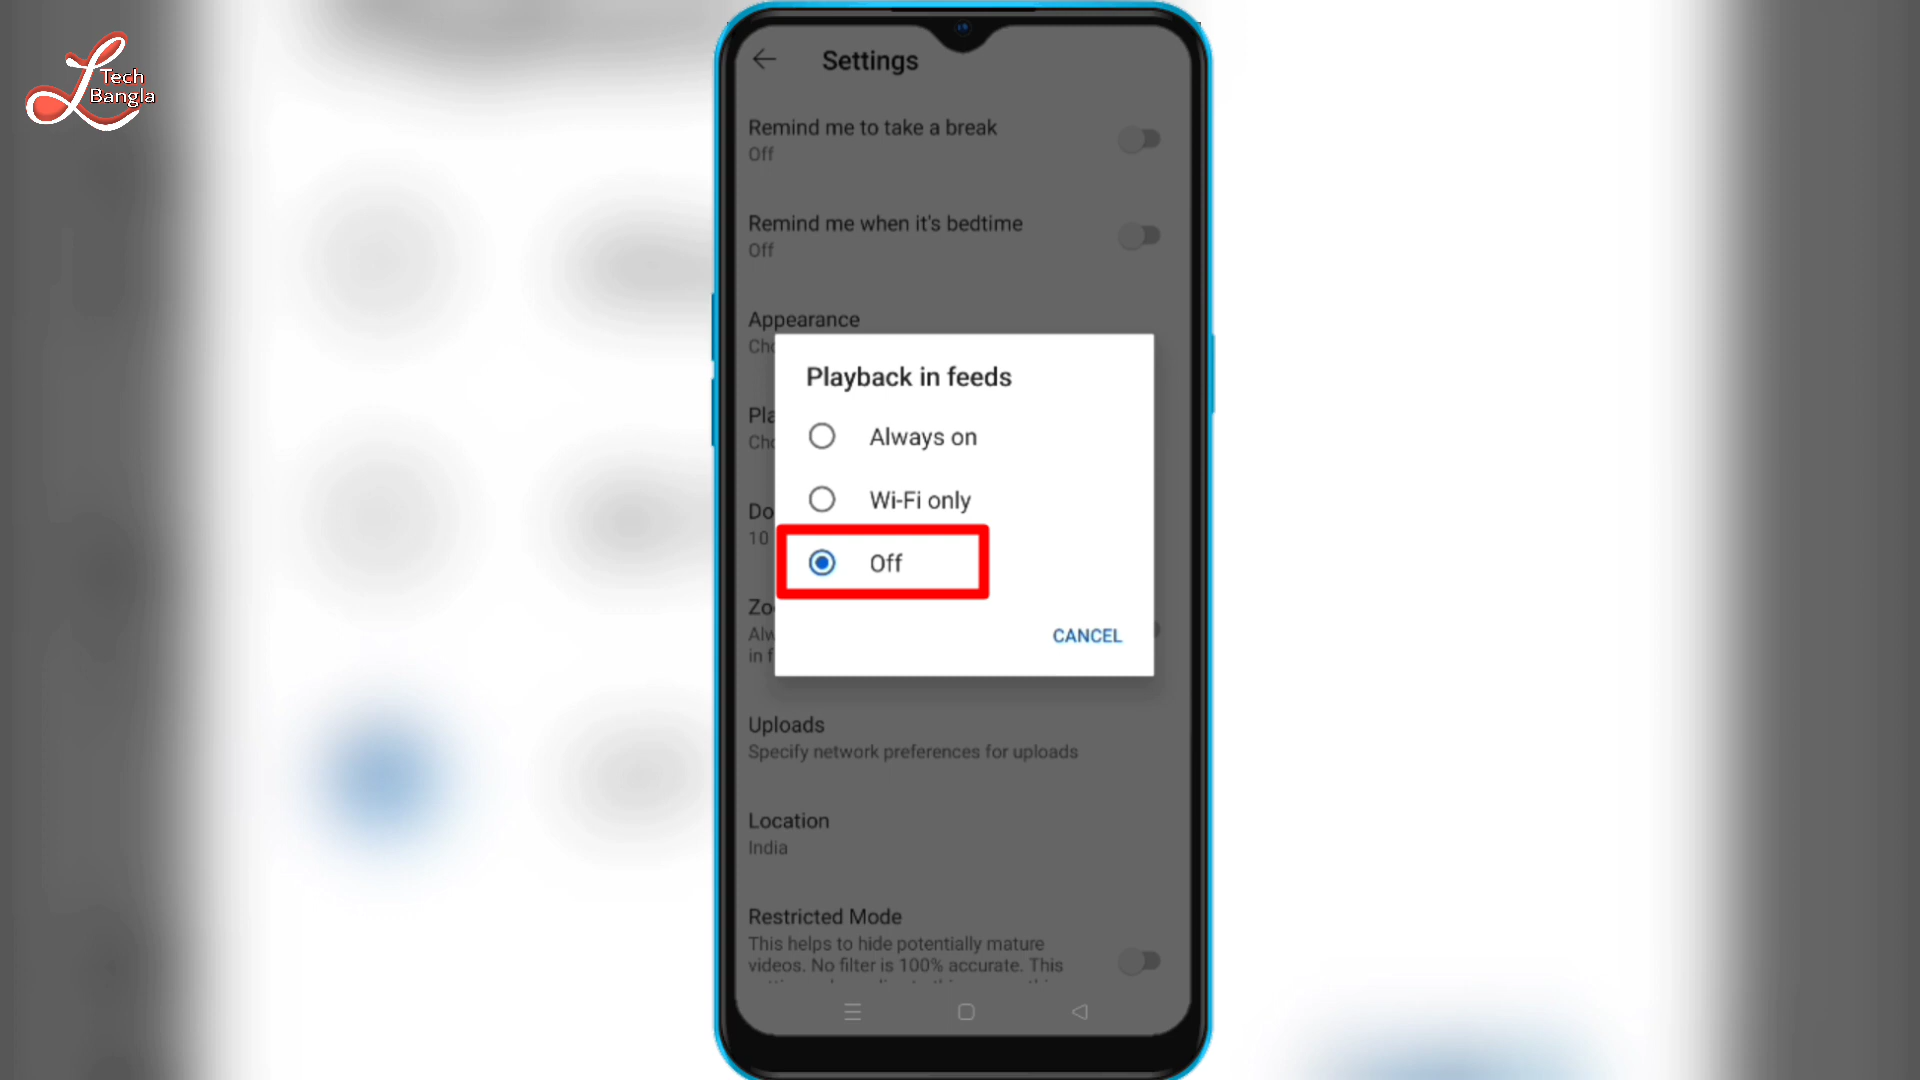 Tech
Bangla
Settings
Remind me to take a break
Off
Remind me when it's bedtime
Off
Appearance
Playback in feeds
Always on
Wi-Fi only
Off
CANCEL
10
in f
Uploads
Specify network preferences for uploads
Location
India
Restricted Mode
This helps to hide potentially mature
videos. No filter is 100% accurate. This